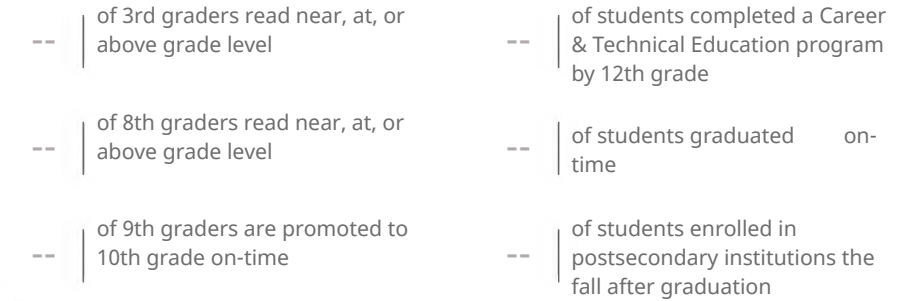 -- of 3rd graders read near, at, or
above grade level
-- of 8th graders read near, at, or
above grade level
-- of 9th graders are promoted to
10th grade on-time
-- of students completed a Career
& Technical Education program
by 12th grade
-- of students graduated on-
time
-- of students enrolled in
postsecondary institutions the
fall after graduation